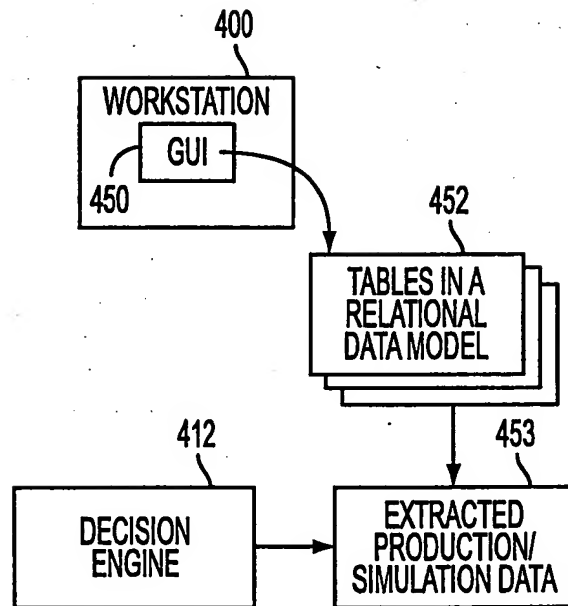 400
WORKSTATION
GUI
450
452
TABLES IN A
RELATIONAL
DATA MODEL
412
453
DECISION
ENGINE
EXTRACTED
PRODUCTION/
SIMULATION DATA